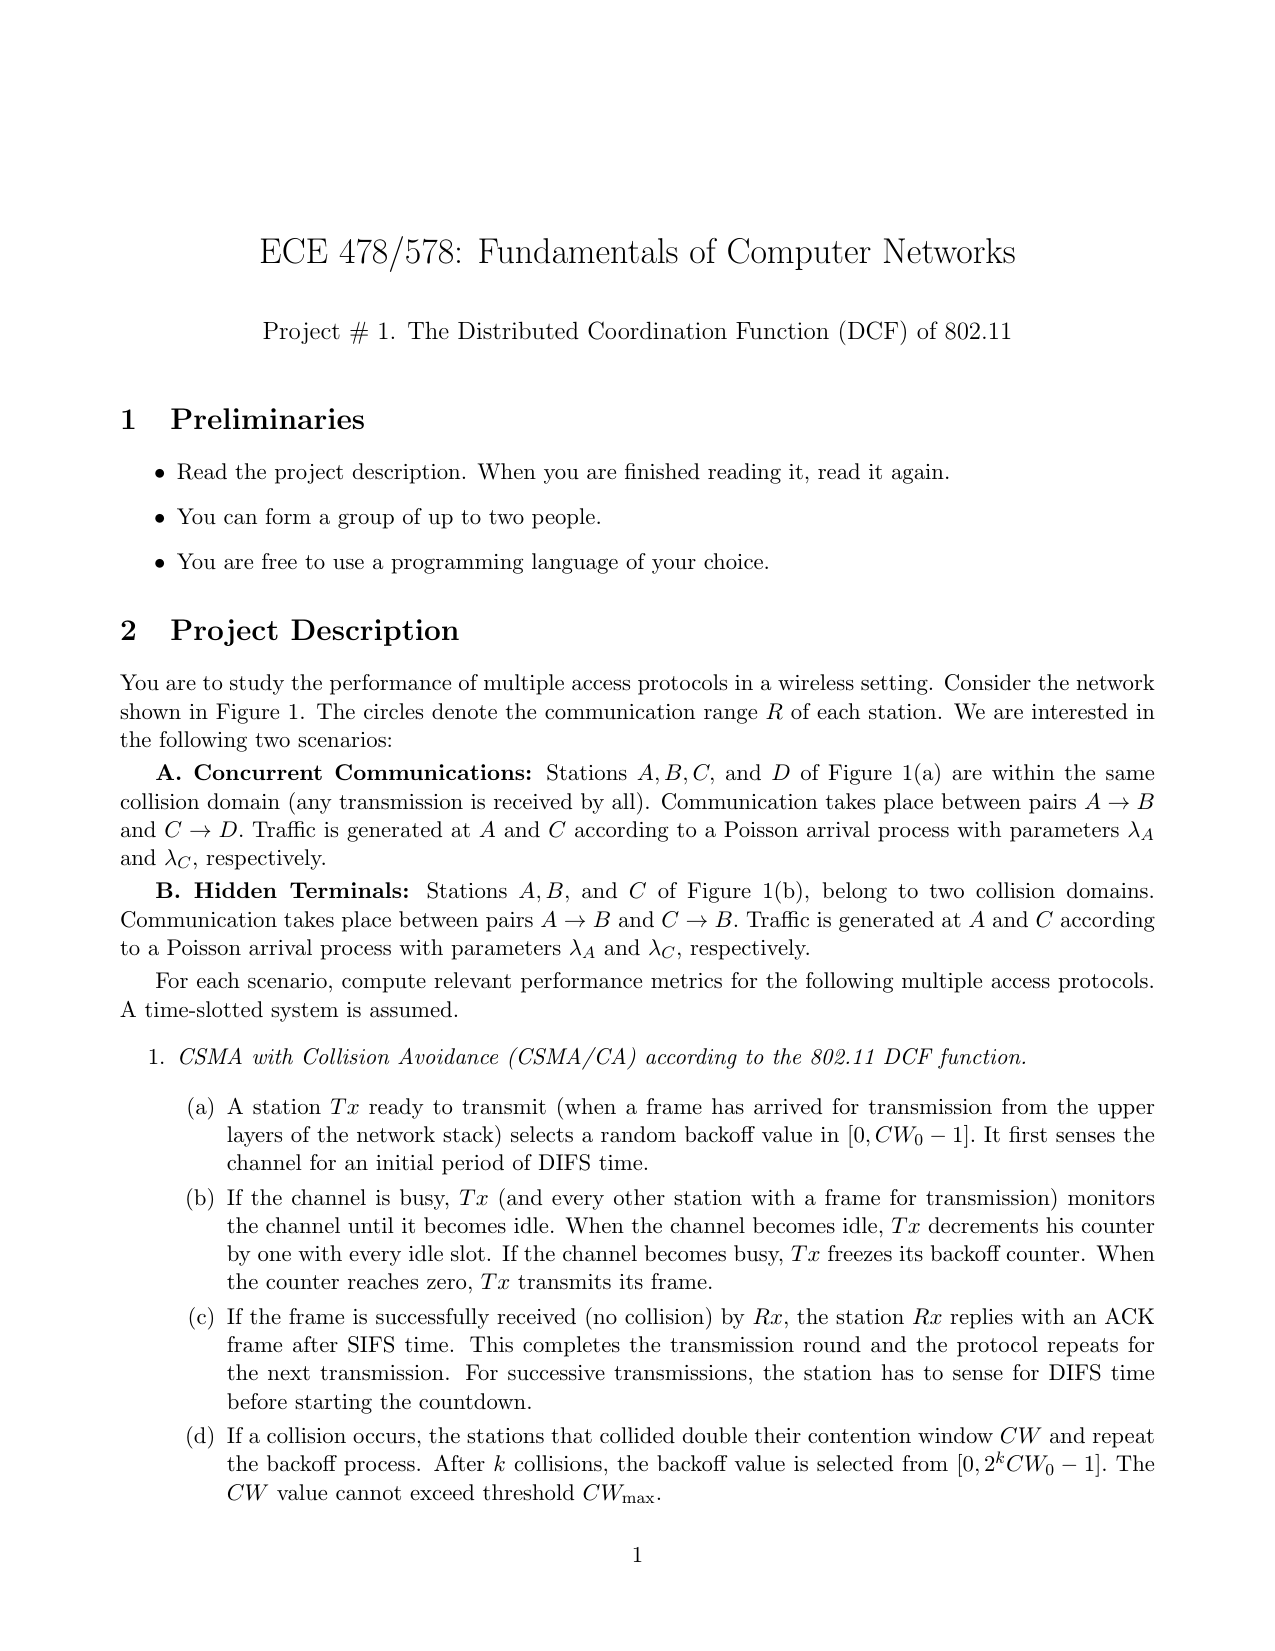 ECE 478/578: Fundamentals of Computer Networks
Project # 1. The Distributed Coordination Function (DCF) of 802.11
1 Preliminaries
• Read the project description. When you are finished reading it, read it again.
• You can form a group of up to two people.
• You are free to use a programming language of your choice.
2 Project Description
You are to study the performance of multiple access protocols in a wireless setting. Consider the network
shown in Figure 1. The circles denote the communication range R of each station. We are interested in
the following two scenarios:
A. Concurrent Communications: Stations A, B, C, and D of Figure 1(a) are within the same
collision domain (any transmission is received by all). Communication takes place between pairs A → B
and C → D. Traffic is generated at A and C according to a Poisson arrival process with parameters λ_A
and λ_C, respectively.
B. Hidden Terminals: Stations A, B, and C of Figure 1(b), belong to two collision domains.
Communication takes place between pairs A → B and C → B. Traffic is generated at A and C according
to a Poisson arrival process with parameters λ_A and λ_C, respectively.
For each scenario, compute relevant performance metrics for the following multiple access protocols.
A time-slotted system is assumed.
1. CSMA with Collision Avoidance (CSMA/CA) according to the 802.11 DCF function.
(a) A station Tx ready to transmit (when a frame has arrived for transmission from the upper
layers of the network stack) selects a random backoff value in [0, CW_0 − 1]. It first senses the
channel for an initial period of DIFS time.
(b) If the channel is busy, Tx (and every other station with a frame for transmission) monitors
the channel until it becomes idle. When the channel becomes idle, Tx decrements his counter
by one with every idle slot. If the channel becomes busy, Tx freezes its backoff counter. When
the counter reaches zero, Tx transmits its frame.
(c) If the frame is successfully received (no collision) by Rx, the station Rx replies with an ACK
frame after SIFS time. This completes the transmission round and the protocol repeats for
the next transmission. For successive transmissions, the station has to sense for DIFS time
before starting the countdown.
(d) If a collision occurs, the stations that collided double their contention window CW and repeat
the backoff process. After k collisions, the backoff value is selected from [0, 2^k CW_0 − 1]. The
CW value cannot exceed threshold CW_max.
1